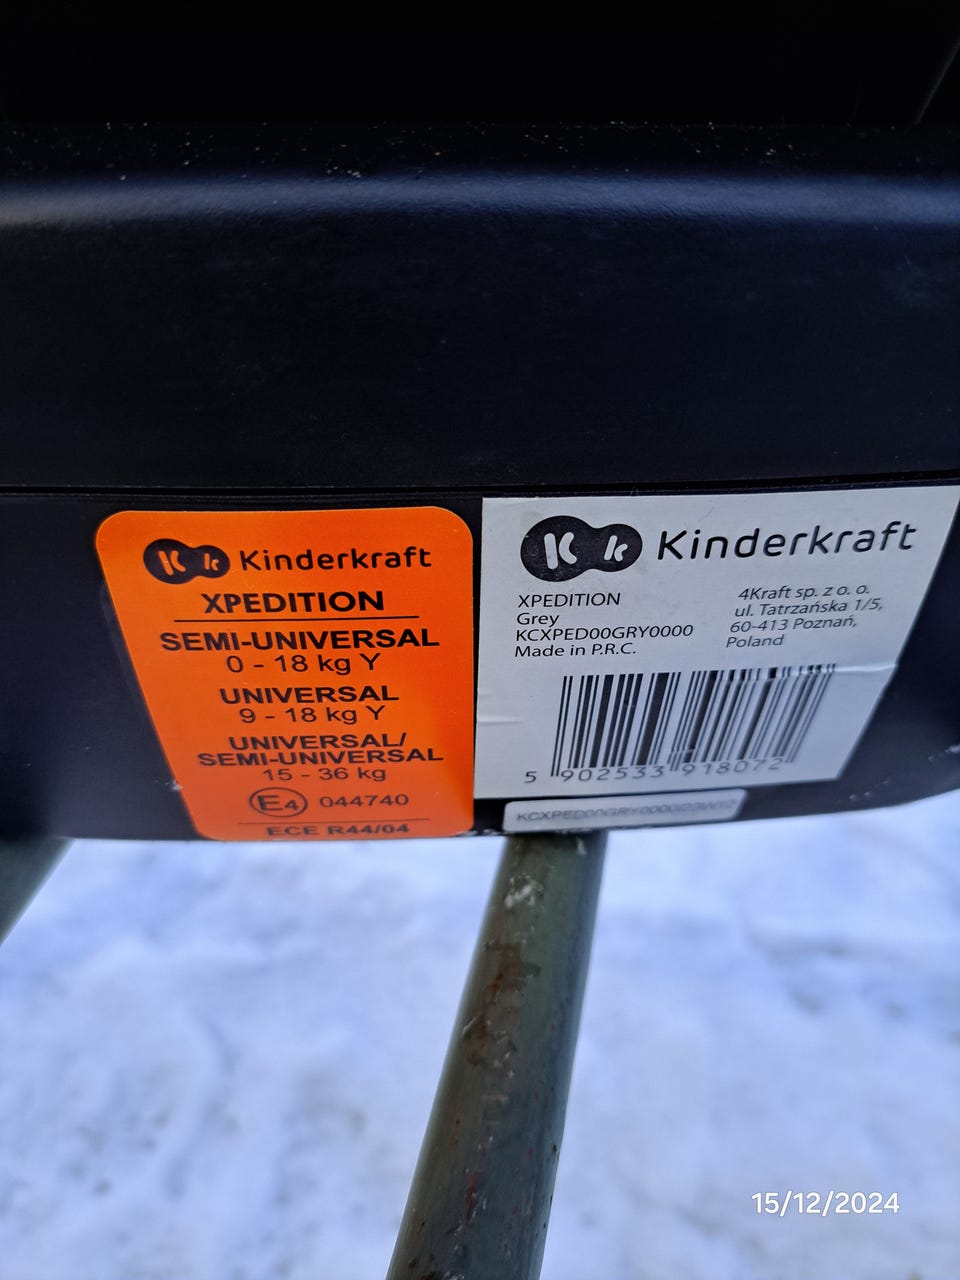 K k Kinderkraft
XPEDITION
SEMI-UNIVERSAL
0 - 18 kg Y
UNIVERSAL
9 - 18 kg Y
UNIVERSAL/
SEMI-UNIVERSAL
15 - 36 kg
E4 044740
ECE R44/04
K k Kinderkraft
XPEDITION
Grey
KCXPED00GRY0000
Made in P.R.C.
4Kraft sp. z o. o.
ul. Tatrzańska 1/5,
60-413 Poznań,
Poland
5 902533 918072
15/12/2024